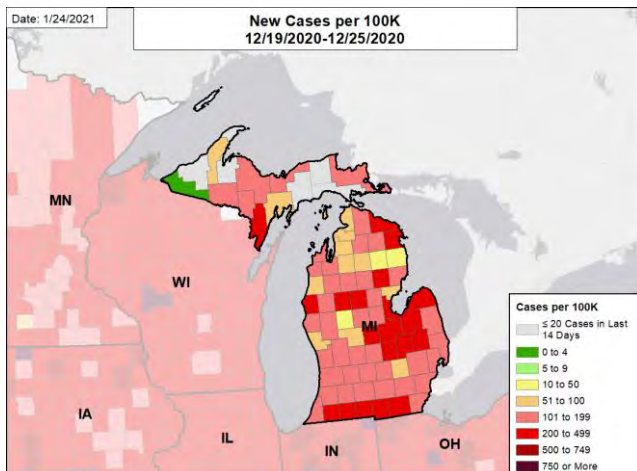 Date: 1/24/2021
New Cases per 100K
12/19/2020-12/25/2020
MN
WI
MI
IA
IL
IN
OH
Cases per 100K
≤ 20 Cases in Last
14 Days
0 to 4
5 to 9
10 to 50
51 to 100
101 to 199
200 to 499
500 to 749
750 or More